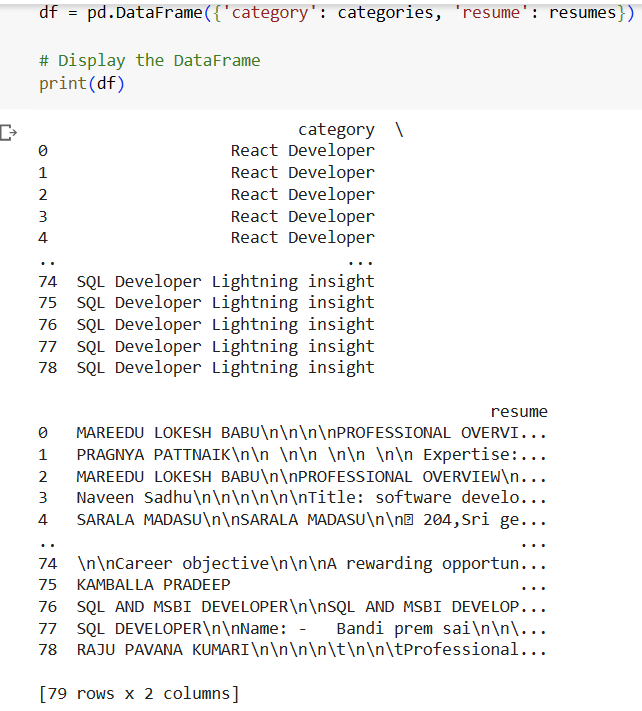 df = pd.DataFrame({'category': categories, 'resume': resumes})
# Display the DataFrame
print(df)
category \
0 React Developer
1 React Developer
2 React Developer
3 React Developer
4 React Developer
.. ...
74 SQL Developer Lightning insight
75 SQL Developer Lightning insight
76 SQL Developer Lightning insight
77 SQL Developer Lightning insight
78 SQL Developer Lightning insight
resume
0 MAREEDU LOKESH BABU\n\n\n\nPROFESSIONAL OVERVI...
1 PRAGNYA PATTNAIK\n\n \n\n \n\n \n\n Expertise:...
2 MAREEDU LOKESH BABU\n\nPROFESSIONAL OVERVIEW\n...
3 Naveen Sadhu\n\n\n\n\n\nTitle: software develo...
4 SARALA MADASU\n\nSARALA MADASU\n\n 204,Sri ge...
.. ...
74 \n\nCareer objective\n\n\nA rewarding opportun...
75 KAMBALLA PRADEEP ...
76 SQL AND MSBI DEVELOPER\n\nSQL AND MSBI DEVELOP...
77 SQL DEVELOPER\n\nName: - Bandi prem sai\n\n\...
78 RAJU PAVANA KUMARI\n\n\n\n\t\n\n\tProfessional...
[79 rows x 2 columns]